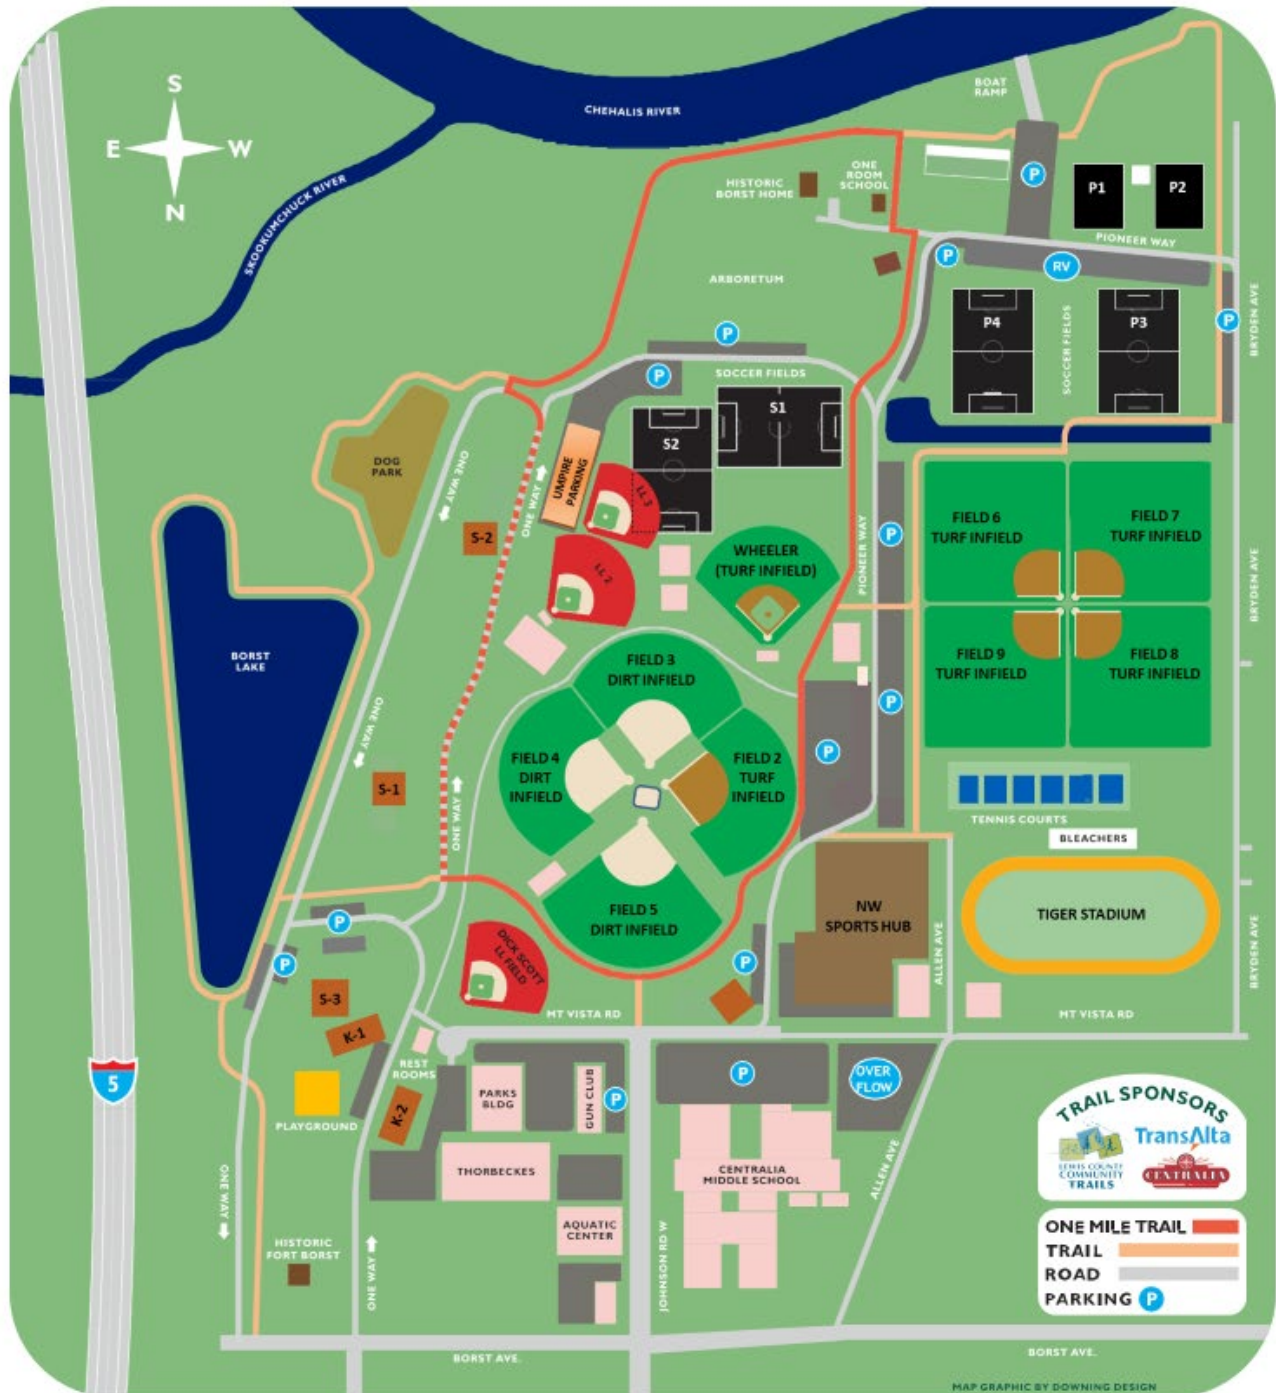 S
E
W
N
CHEHALIS RIVER
BOAT
RAMP
SKOOKUMCHUCK RIVER
HISTORIC
BORST HOME
ONE
ROOM
SCHOOL
P
P1
P2
PIONEER WAY
P
RV
ARBORETUM
BRYDEN AVE
P
P4
SOCCER FIELDS
P3
P
P
SOCCER FIELDS
S1
S2
DOG
PARK
ONE WAY
UMPIRE
PARKING
LL 3
ONE WAY
S-2
LL 2
WHEELER
(TURF INFIELD)
PIONEER WAY
P
FIELD 6
TURF INFIELD
FIELD 7
TURF INFIELD
BRYDEN AVE
BORST
LAKE
FIELD 3
DIRT INFIELD
FIELD 9
TURF INFIELD
FIELD 8
TURF INFIELD
P
ONE WAY
FIELD 4
DIRT
INFIELD
FIELD 2
TURF
INFIELD
P
S-1
ONE WAY
TENNIS COURTS
BLEACHERS
FIELD 5
DIRT INFIELD
NW
SPORTS HUB
TIGER STADIUM
P
P
DICK SCOTT
LL FIELD
P
ALLEN AVE
BRYDEN AVE
S-3
K-1
MT VISTA RD
MT VISTA RD
5
REST
ROOMS
PLAYGROUND
K-2
PARKS
BLDG
GUN CLUB
P
P
OVER
FLOW
THORBECKES
CENTRALIA
MIDDLE SCHOOL
ALLEN AVE
ONE WAY
HISTORIC
FORT BORST
ONE WAY
AQUATIC
CENTER
JOHNSON RD W
TRAIL SPONSORS
LEWIS COUNTY
COMMUNITY
TRAILS
TransAlta
CENTRALIA
ONE MILE TRAIL
TRAIL
ROAD
PARKING P
BORST AVE.
BORST AVE.
MAP GRAPHIC BY DOWNING DESIGN